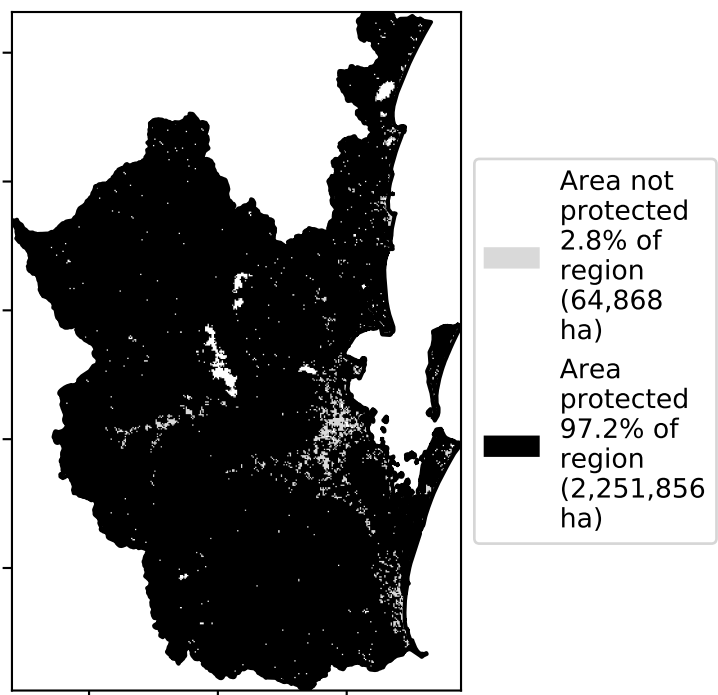 Area not
protected
2.8% of
region
(64,868
ha)
Area
protected
97.2% of
region
(2,251,856
ha)